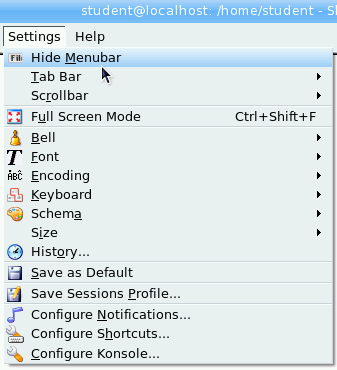 student@localhost: /home/student - S
Settings Help
Hide Menubar
Tab Bar
Scrollbar
Full Screen Mode Ctrl+Shift+F
Bell
Font
ABC Encoding
Keyboard
Schema
Size
History...
Save as Default
Save Sessions Profile...
Configure Notifications...
Configure Shortcuts...
Configure Konsole...